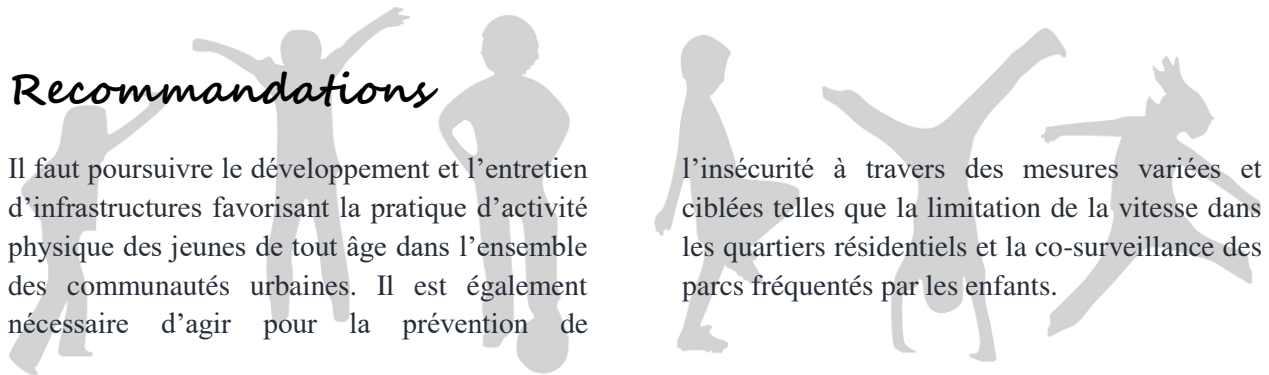 Recommandations
Il faut poursuivre le développement et l’entretien
d’infrastructures favorisant la pratique d’activité
physique des jeunes de tout âge dans l’ensemble
des communautés urbaines. Il est également
nécessaire d’agir pour la prévention de
l’insécurité à travers des mesures variées et
ciblées telles que la limitation de la vitesse dans
les quartiers résidentiels et la co-surveillance des
parcs fréquentés par les enfants.